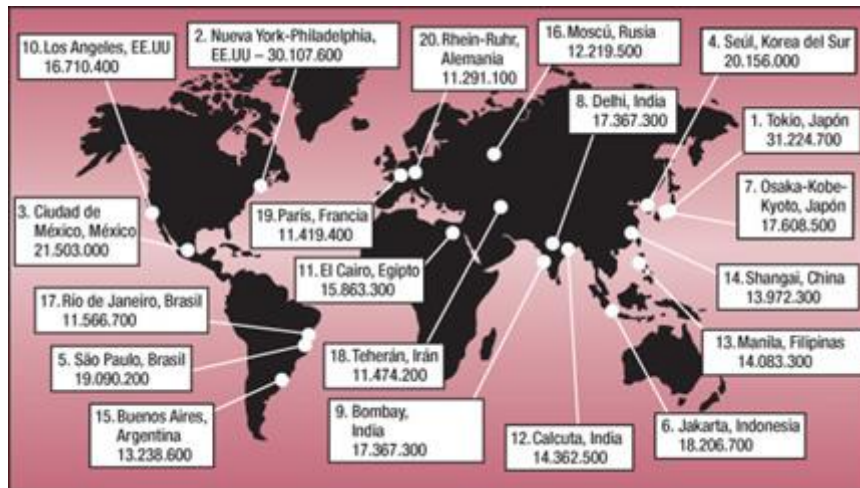 10. Los Angeles, EE.UU
16.710.400
2. Nueva York-Philadelphia,
EE.UU – 30.107.600
20. Rhein-Ruhr,
Alemania
11.291.100
16. Moscú, Rusia
12.219.500
4. Seúl, Korea del Sur
20.156.000
8. Delhi, India
17.367.300
1. Tokio, Japón
31.224.700
7. Osaka-Kobe-
Kyoto, Japón
17.608.500
3. Ciudad de
México, México
21.503.000
19. París, Francia
11.419.400
11. El Cairo, Egipto
15.863.300
14. Shangai, China
13.972.300
17. Río de Janeiro, Brasil
11.566.700
13. Manila, Filipinas
14.083.300
5. São Paulo, Brasil
19.090.200
18. Teherán, Irán
11.474.200
15. Buenos Aires,
Argentina
13.238.600
9. Bombay,
India
17.367.300
12. Calcuta, India
14.362.500
6. Jakarta, Indonesia
18.206.700